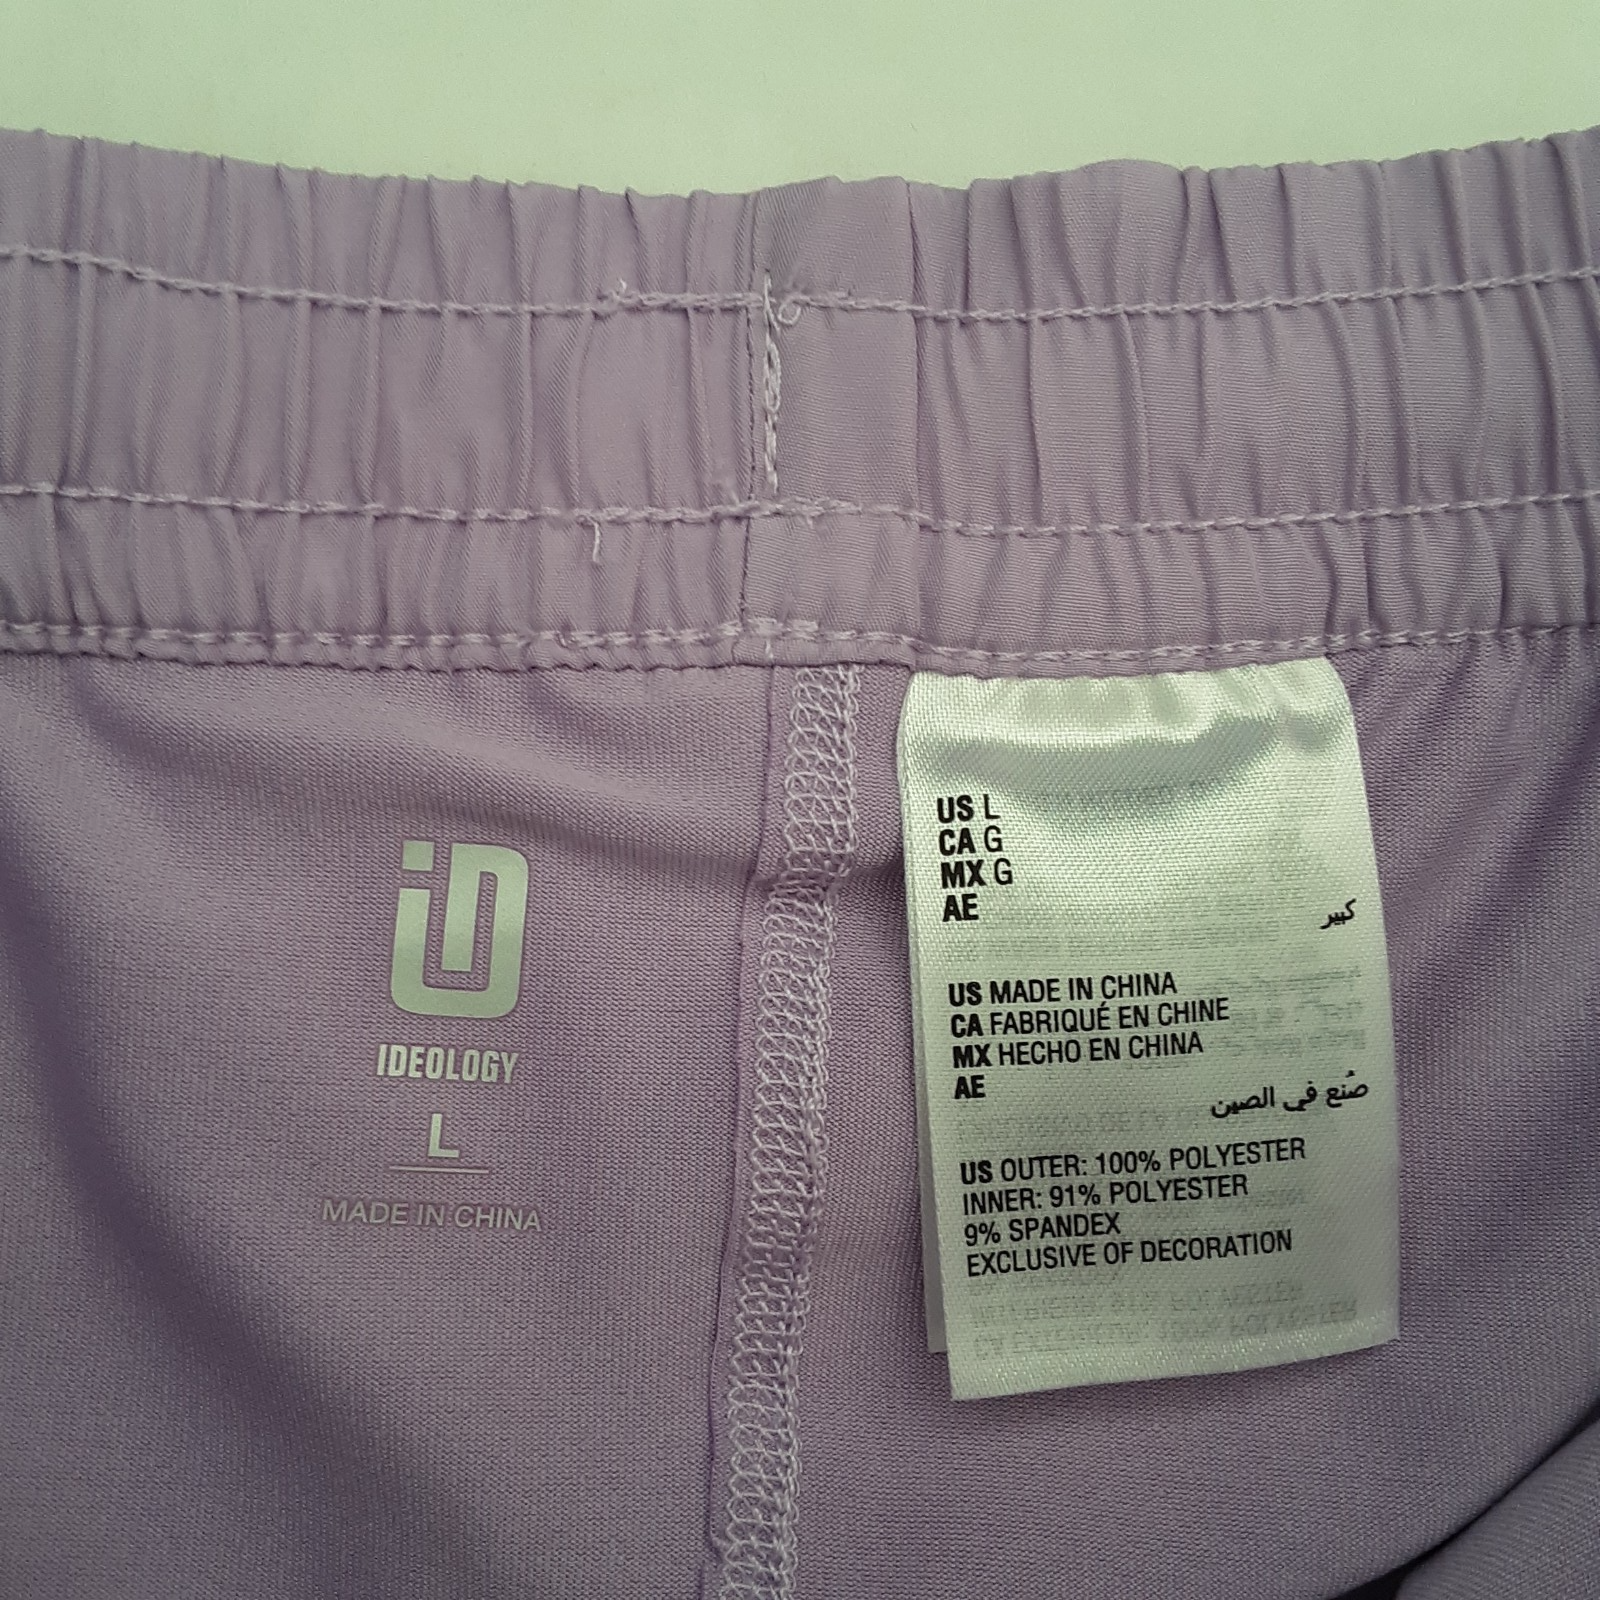 iD
IDEOLOGY
L
MADE IN CHINA
US L
CA G
MX G
AE
كبير
US MADE IN CHINA
CA FABRIQUÉ EN CHINE
MX HECHO EN CHINA
AE
صُنع في الصين
US OUTER: 100% POLYESTER
INNER: 91% POLYESTER
9% SPANDEX
EXCLUSIVE OF DECORATION